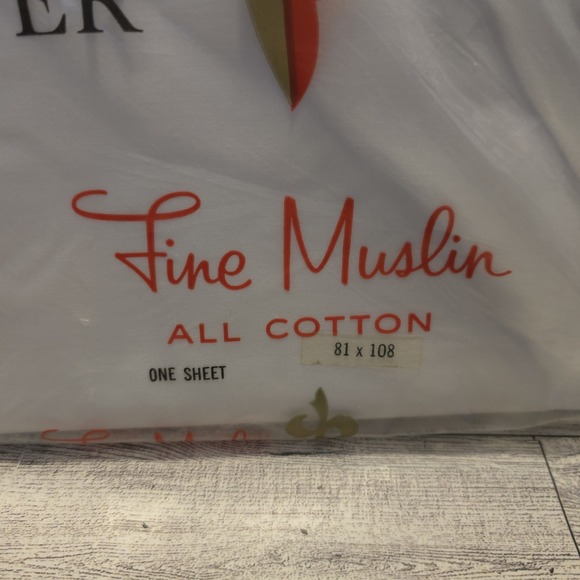 ER
Fine Muslin
ALL COTTON
81 x 108
ONE SHEET